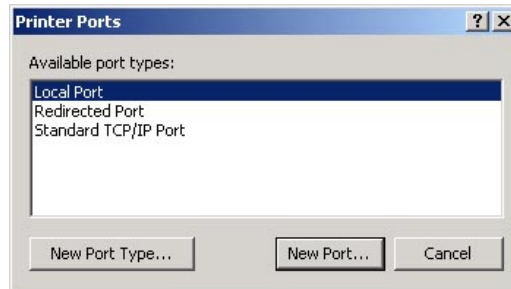 Printer Ports
Available port types:
Local Port
Redirected Port
Standard TCP/IP Port
New Port Type... New Port... Cancel